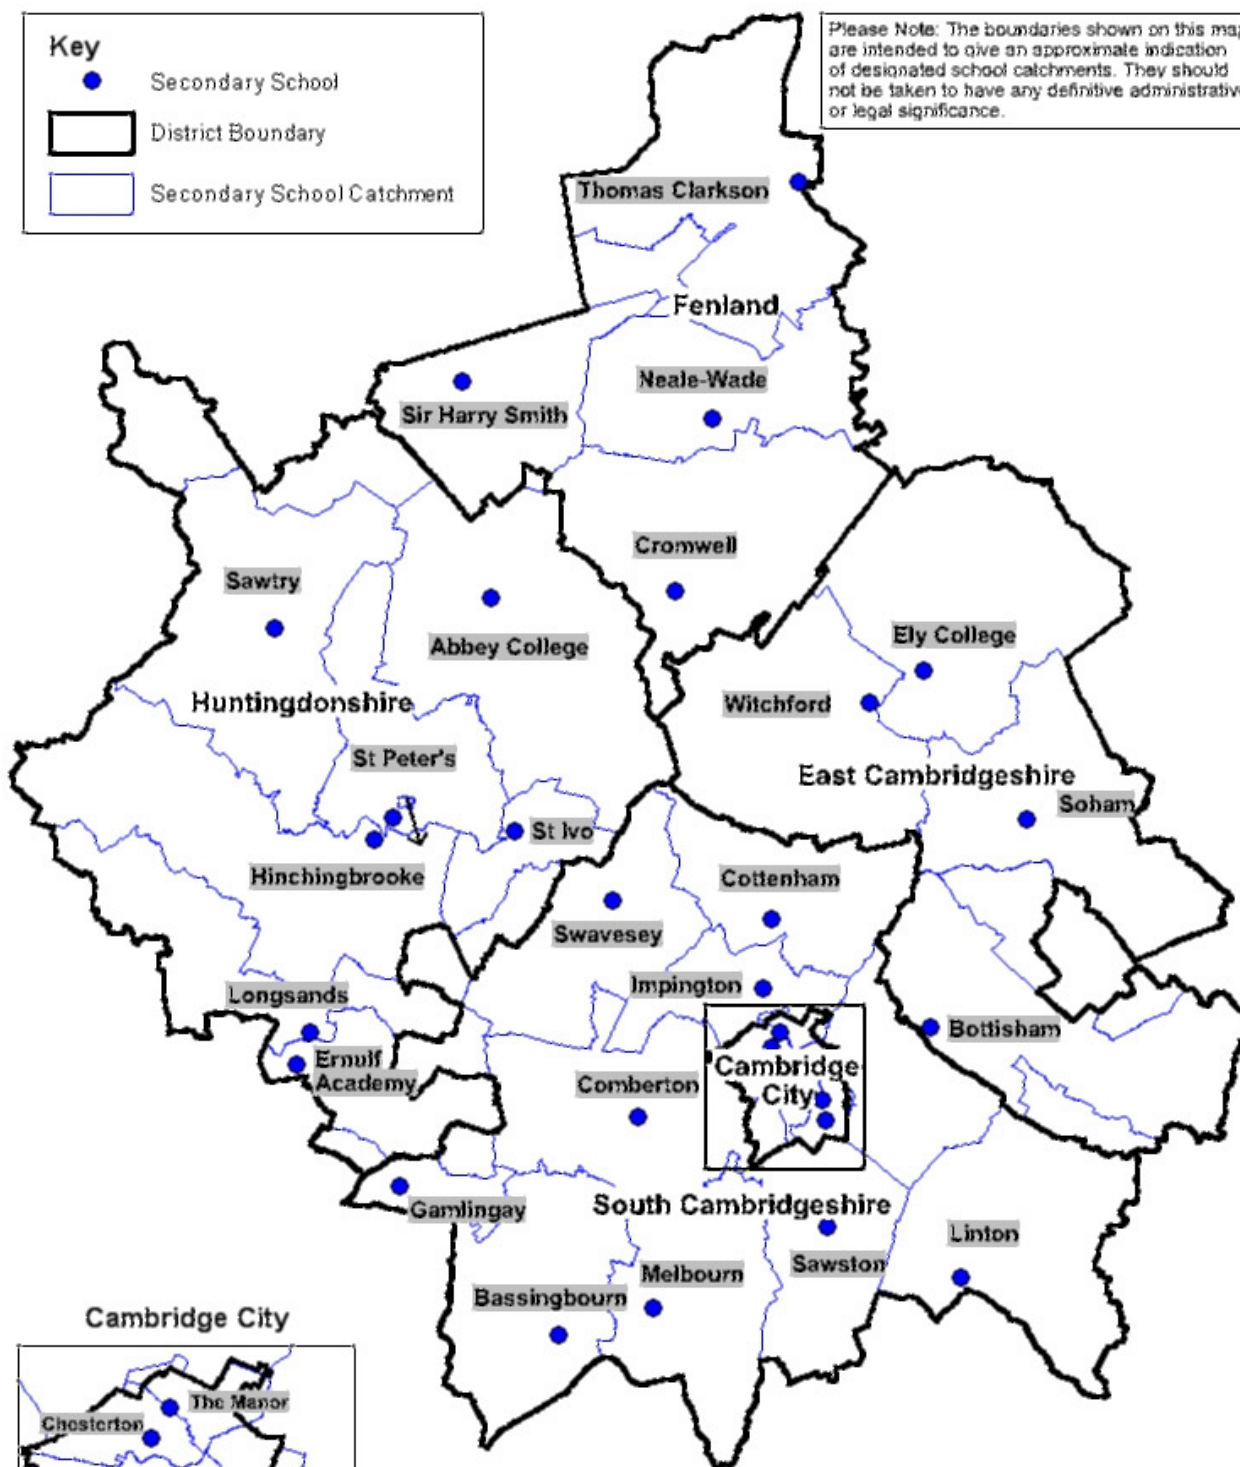 Key
Secondary School
District Boundary
Secondary School Catchment
Please Note: The boundaries shown on this map
are intended to give an approximate indication
of designated school catchments. They should
not be taken to have any definitive administrative
or legal significance.
Thomas Clarkson
Fenland
Neale-Wade
Sir Harry Smith
Cromwell
Sawtry
Abbey College
Ely College
Huntingdonshire
Witchford
St Peter's
East Cambridgeshire
Soham
St Ivo
Hinchingbrooke
Cottenham
Swavesey
Impington
Longsands
Bottisham
Ernulf
Academy
Cambridge
City
Comberton
Gamlingay
South Cambridgeshire
Linton
Sawston
Melbourn
Bassingbourn
Cambridge City
The Manor
Chesterton